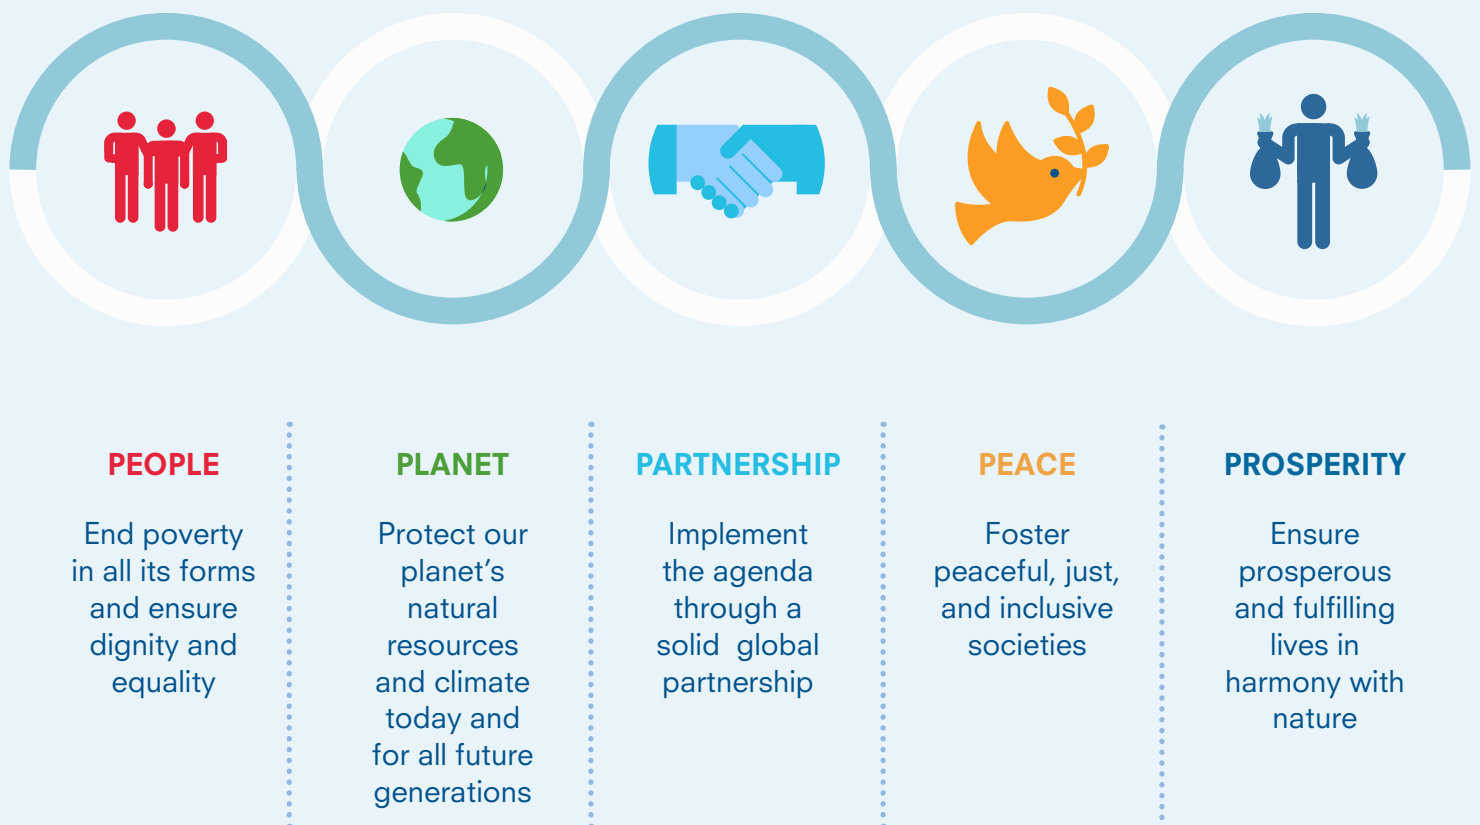 PEOPLE
End poverty
in all its forms
and ensure
dignity and
equality
PLANET
Protect our
planet’s
natural
resources
and climate
today and
for all future
generations
PARTNERSHIP
Implement
the agenda
through a
solid  global
partnership
PEACE
Foster
peaceful, just,
and inclusive
societies
PROSPERITY
Ensure
prosperous
and fulfilling
lives in
harmony with
nature